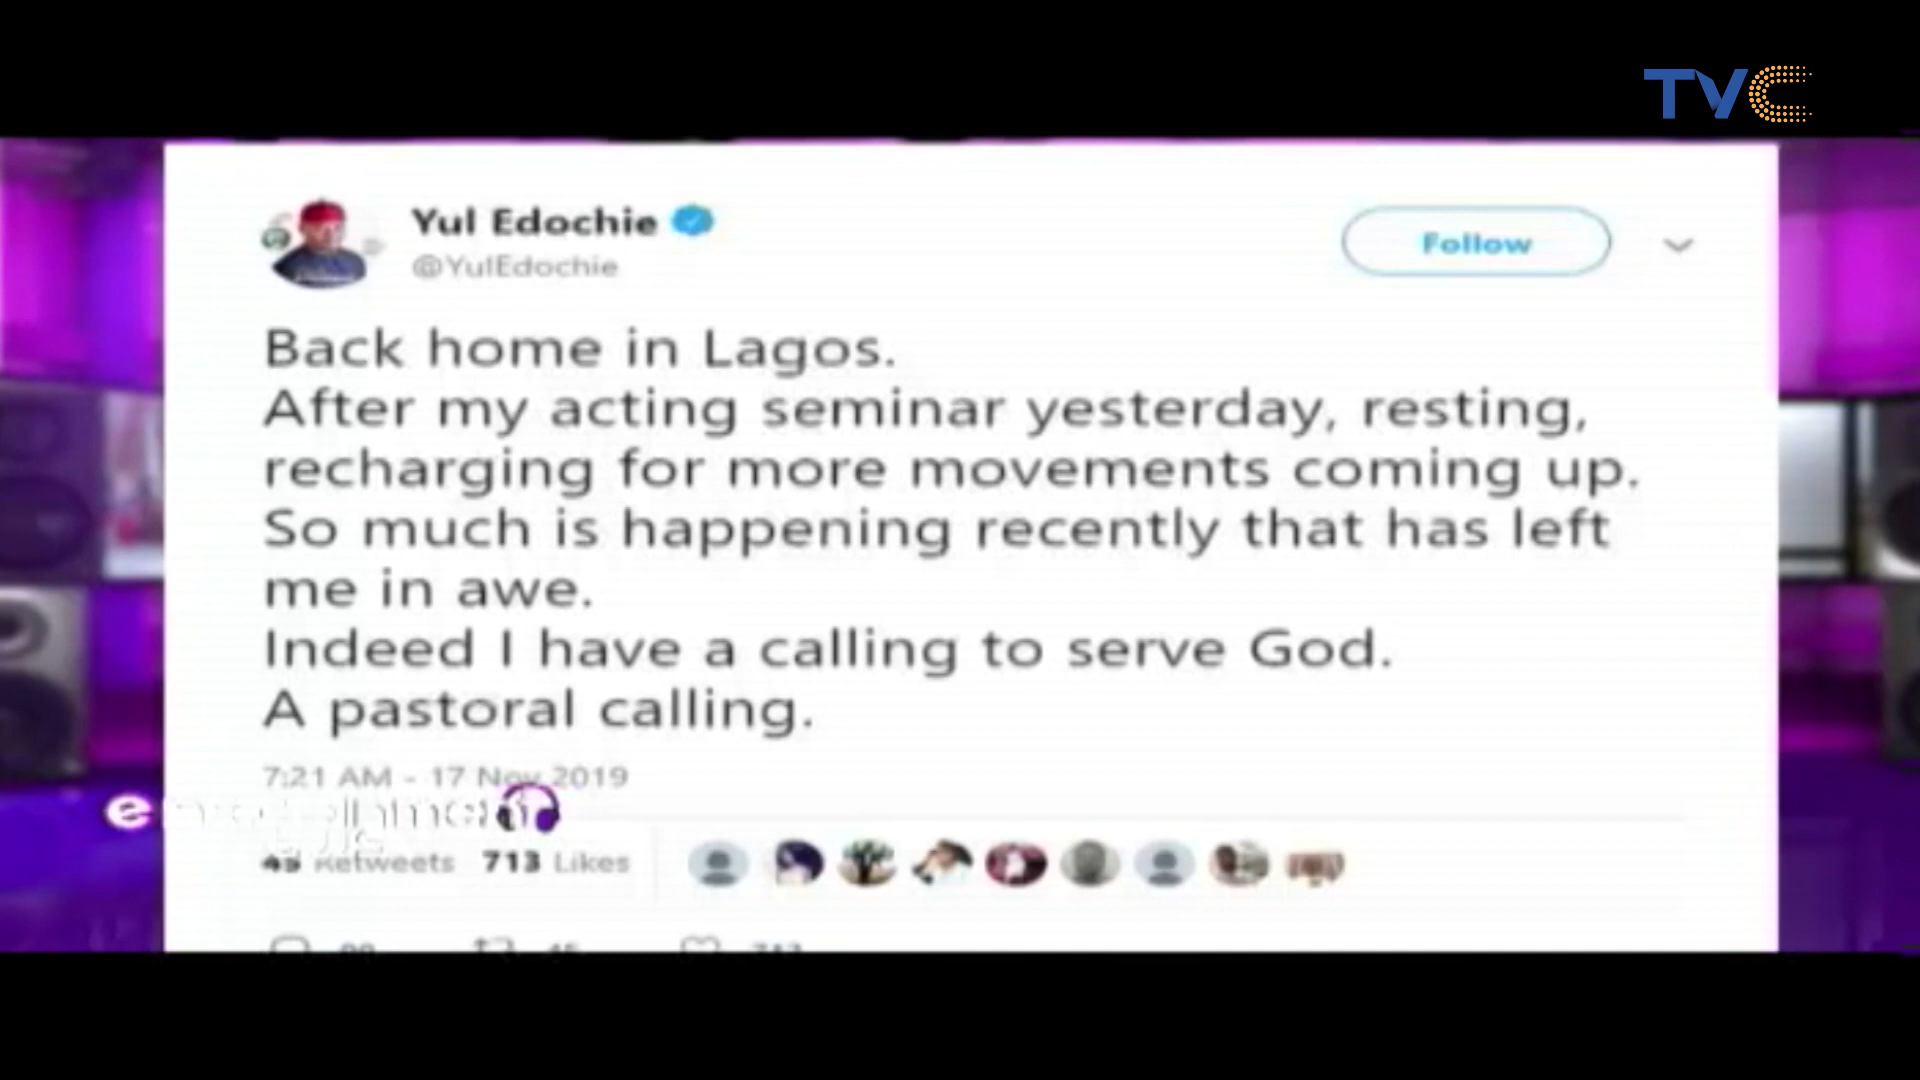 TVC
Yul Edochie
@YulEdochie
Follow
Back home in Lagos.
After my acting seminar yesterday, resting,
recharging for more movements coming up.
So much is happening recently that has left
me in awe.
Indeed I have a calling to serve God.
A pastoral calling.
7:21 AM - 17 Nov 2019
45 Retweets 713 Likes